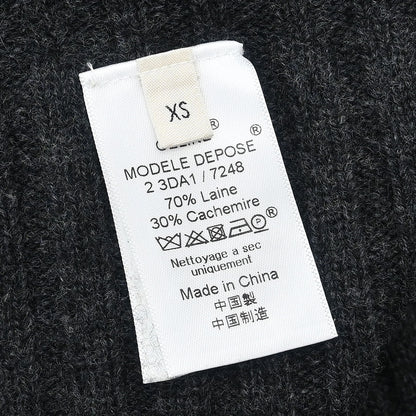 XS
®
MODELE DEPOSE ®
2 3DA1 / 7248
70% Laine
30% Cachemire
P ®
Nettoyage a sec
uniquement
Made in China
中国製
中国制造